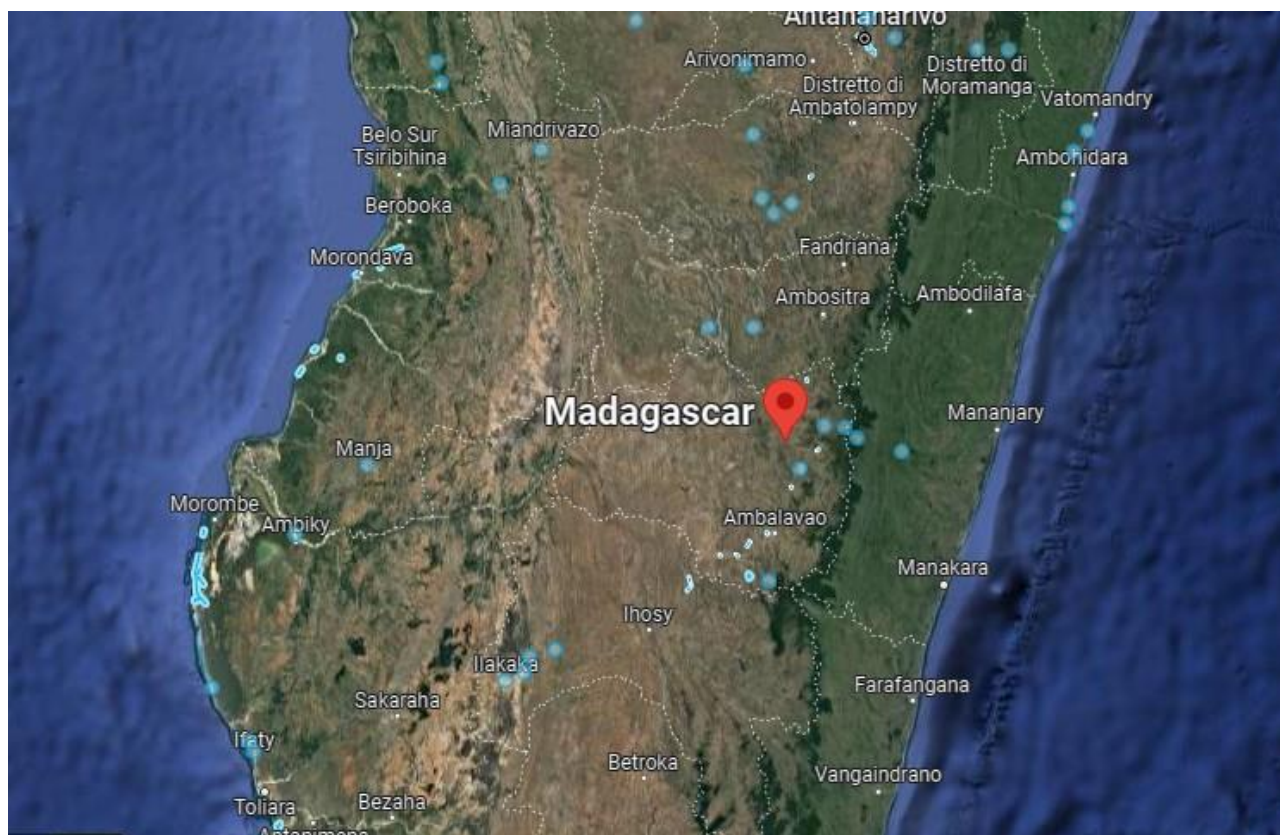 Antananarivo
Arivonimamo
Distretto di
Moramanga
Distretto di
Ambatolampy
Vatomandry
Belo Sur
Tsiribihina
Miandrivazo
Ambohidara
Beroboka
Fandriana
Morondava
Ambositra
Ambodilafa
Madagascar
Mananjary
Manja
Morombe
Ambiky
Ambalavao
Manakara
Ihosy
Ilakaka
Sakaraha
Farafangana
Ifaty
Betroka
Vangaindrano
Toliara
Bezaha